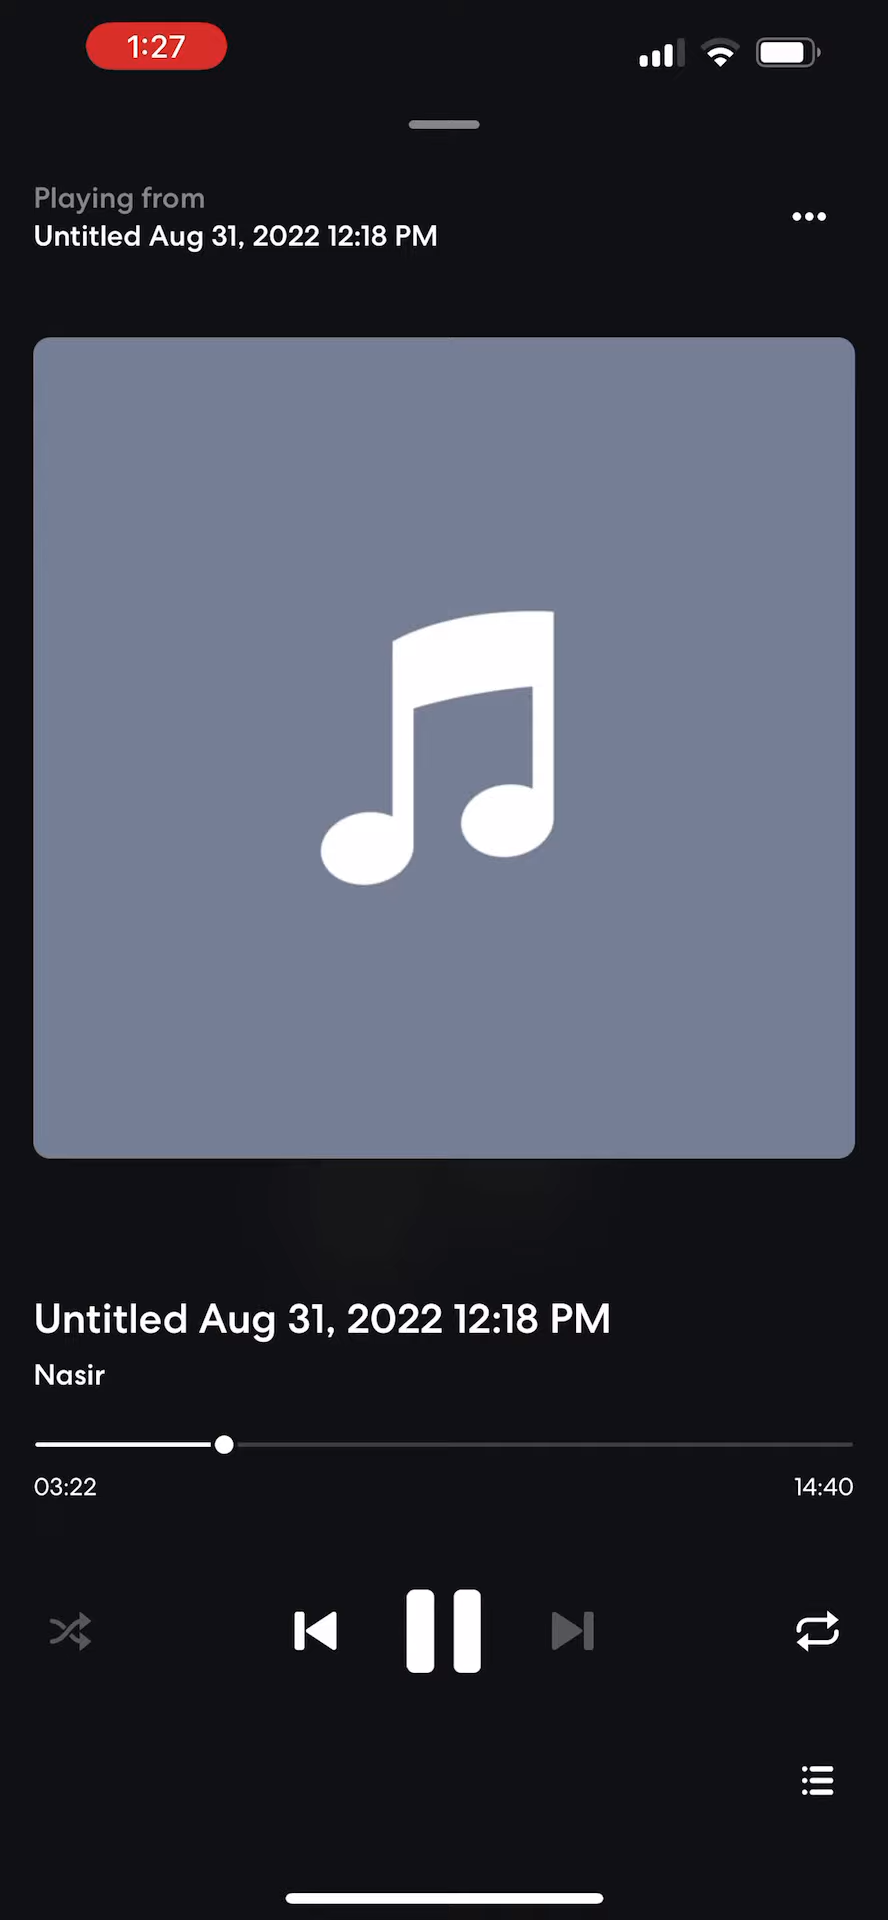 1:27
Playing from
Untitled Aug 31, 2022 12:18 PM
Untitled Aug 31, 2022 12:18 PM
Nasir
03:22
14:40